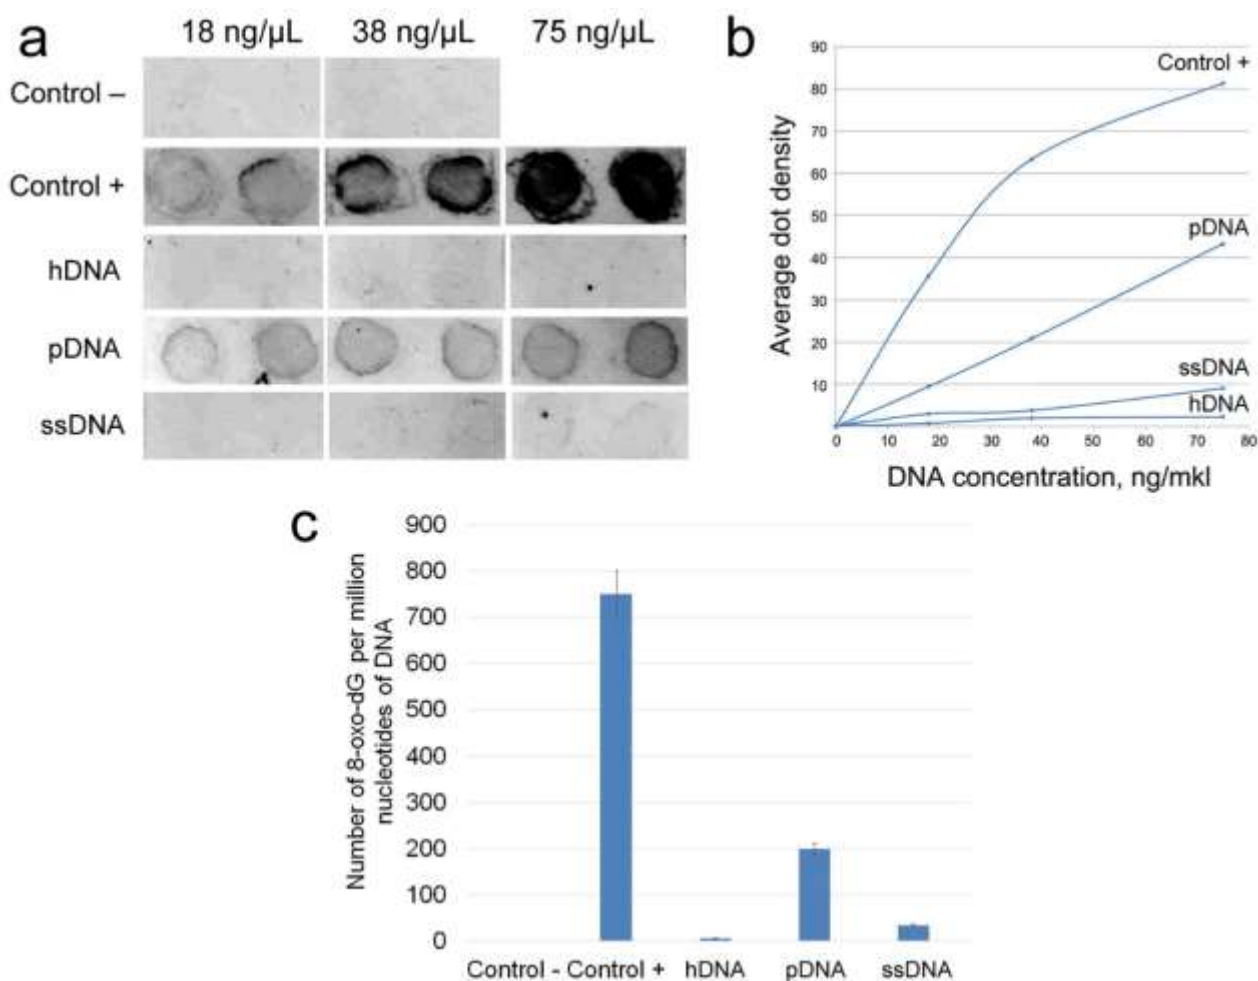 a
18 ng/µL 38 ng/µL 75 ng/µL
Control –
Control +
hDNA
pDNA
ssDNA
b
90
80
70
60
50
40
30
20
10
0 10 20 30 40 50 60 70 80
Average dot density
DNA concentration, ng/mkl
Control +
pDNA
ssDNA
hDNA
c
900
800
700
600
500
400
300
200
100
0
Number of 8-oxo-dG per million
nucleotides of DNA
Control - Control + hDNA pDNA ssDNA